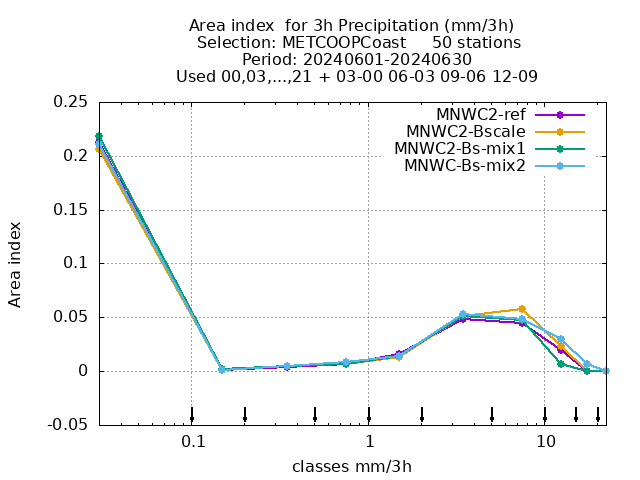 Area index  for 3h Precipitation (mm/3h)
Selection: METCOOPCoast     50 stations
Period: 20240601-20240630
Used 00,03,...,21 + 03-00 06-03 09-06 12-09
MNWC2-ref
MNWC2-Bscale
MNWC2-Bs-mix1
MNWC-Bs-mix2
0.25
0.2
0.15
0.1
0.05
0
-0.05
Area index
0.1 1 10
classes mm/3h